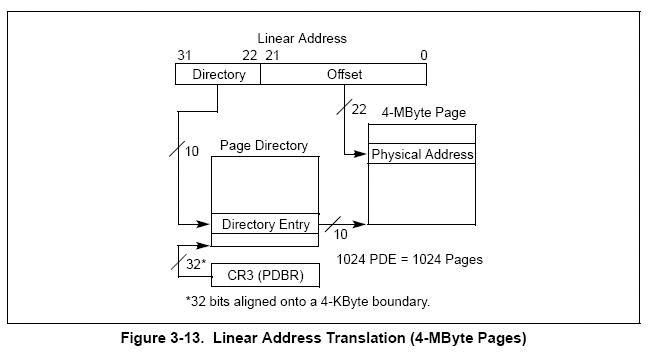 Linear Address
31 22 21 0
Directory Offset
22 4-MByte Page
10 Page Directory Physical Address
Directory Entry
10
32* 1024 PDE = 1024 Pages
CR3 (PDBR)
*32 bits aligned onto a 4-KByte boundary.
Figure 3-13. Linear Address Translation (4-MByte Pages)